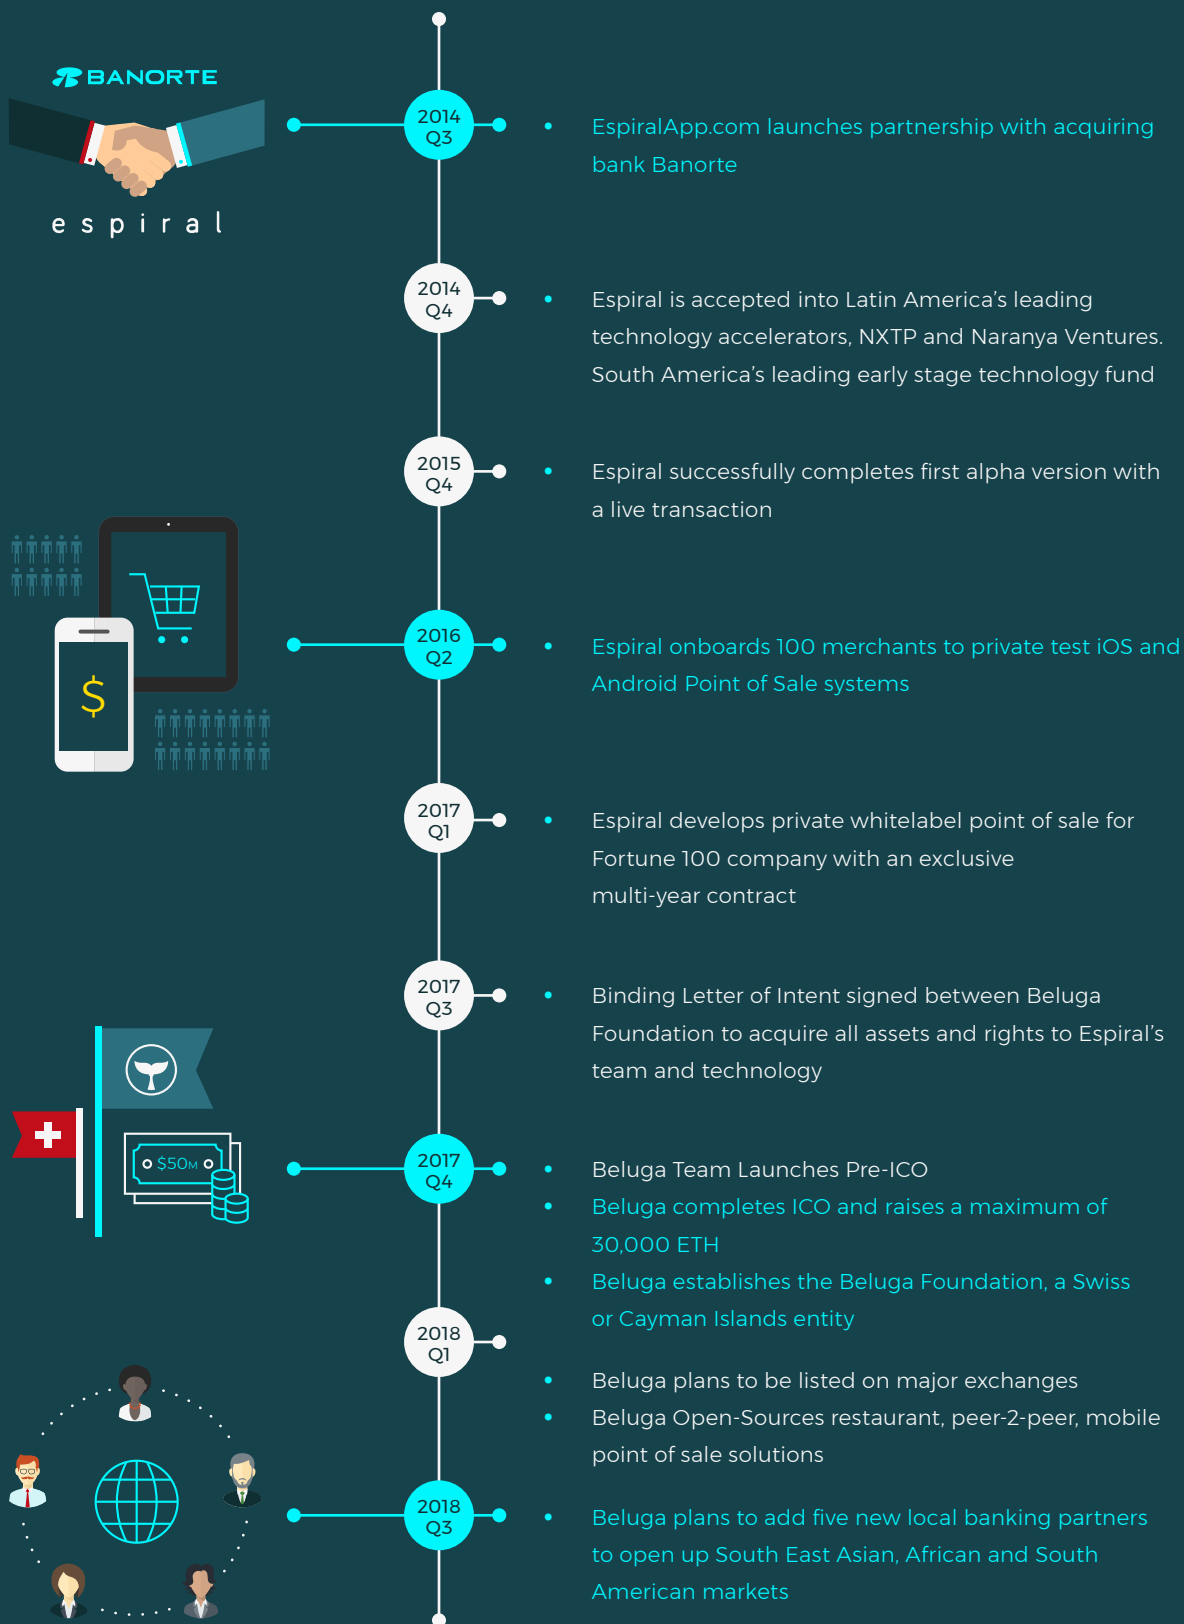 BANORTE
espiral
2014
Q3
• EspiralApp.com launches partnership with acquiring
bank Banorte
2014
Q4
• Espiral is accepted into Latin America’s leading
technology accelerators, NXTP and Naranya Ventures.
South America’s leading early stage technology fund
2015
Q4
• Espiral successfully completes first alpha version with
a live transaction
$
2016
Q2
• Espiral onboards 100 merchants to private test iOS and
Android Point of Sale systems
2017
Q1
• Espiral develops private whitelabel point of sale for
Fortune 100 company with an exclusive
multi-year contract
2017
Q3
• Binding Letter of Intent signed between Beluga
Foundation to acquire all assets and rights to Espiral’s
team and technology
$50M
2017
Q4
• Beluga Team Launches Pre-ICO
• Beluga completes ICO and raises a maximum of
30,000 ETH
• Beluga establishes the Beluga Foundation, a Swiss
or Cayman Islands entity
2018
Q1
• Beluga plans to be listed on major exchanges
• Beluga Open-Sources restaurant, peer-2-peer, mobile
point of sale solutions
2018
Q3
• Beluga plans to add five new local banking partners
to open up South East Asian, African and South
American markets